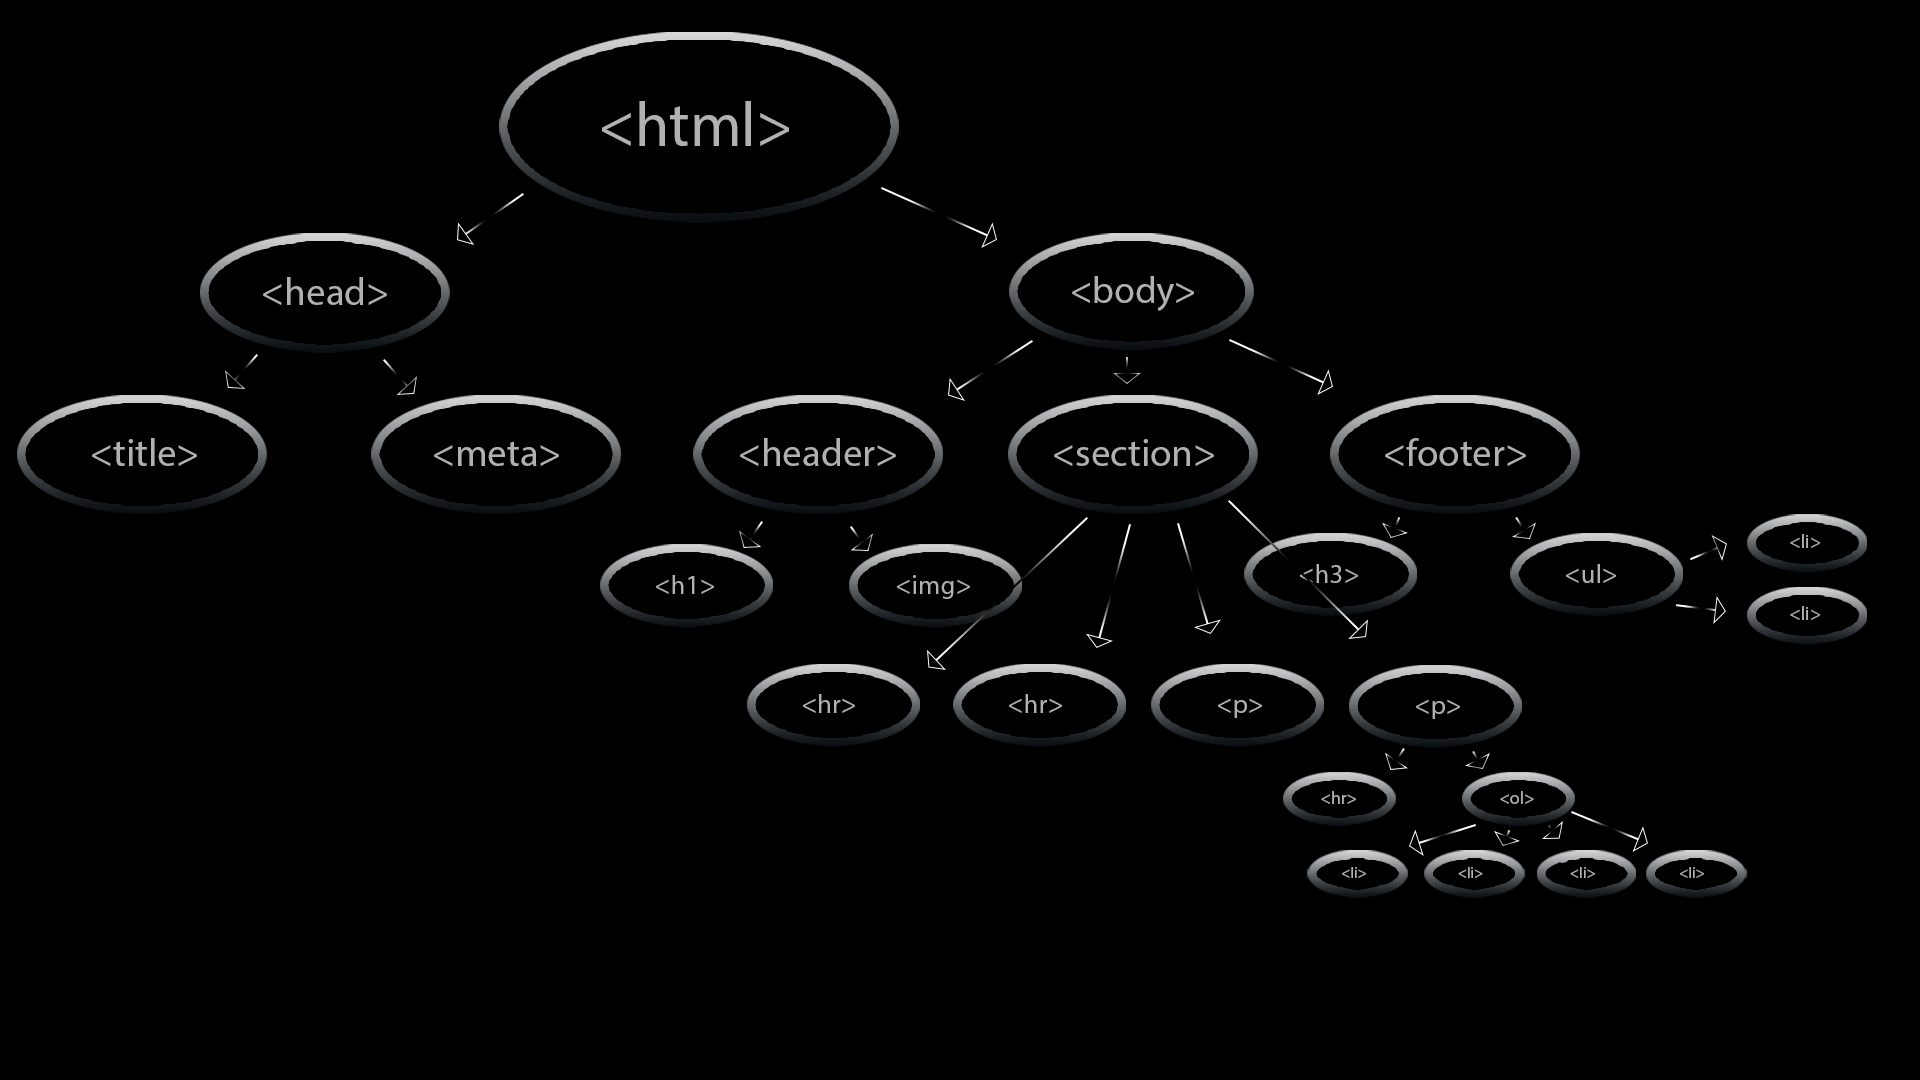 <html>
<head>
<body>
<title>
<meta>
<header>
<section>
<footer>
<h1>
<img>
<h3>
<ul>
<li>
<li>
<hr>
<hr>
<p>
<p>
<hr>
<ol>
<li>
<li>
<li>
<li>